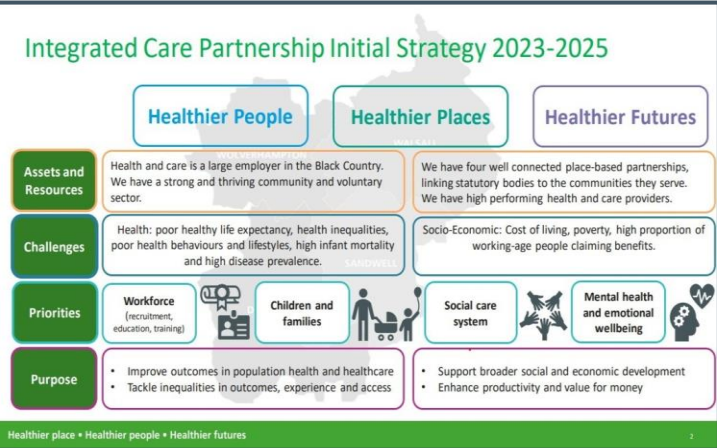 Integrated Care Partnership Initial Strategy 2023-2025
Healthier People
Healthier Places
Healthier Futures
WOLVERHAMPTON
WALSALL
Assets and
Resources
Health and care is a large employer in the Black Country.
We have a strong and thriving community and voluntary
sector.
We have four well connected place-based partnerships,
linking statutory bodies to the communities they serve.
We have high performing health and care providers.
Challenges
Health: poor healthy life expectancy, health inequalities,
poor health behaviours and lifestyles, high infant mortality
and high disease prevalence.
SANDWELL
Socio-Economic: Cost of living, poverty, high proportion of
working-age people claiming benefits.
Priorities
Workforce
(recruitment,
education, training)
Children and
families
Social care
system
Mental health
and emotional
wellbeing
Purpose
• Improve outcomes in population health and healthcare
• Tackle inequalities in outcomes, experience and access
• Support broader social and economic development
• Enhance productivity and value for money
Healthier place • Healthier people • Healthier futures
2